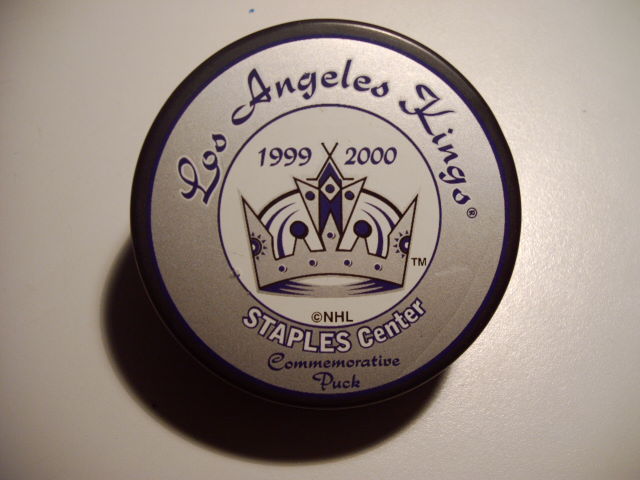 Los Angeles Kings®
1999 2000
TM
©NHL
STAPLES Center
Commemorative
Puck